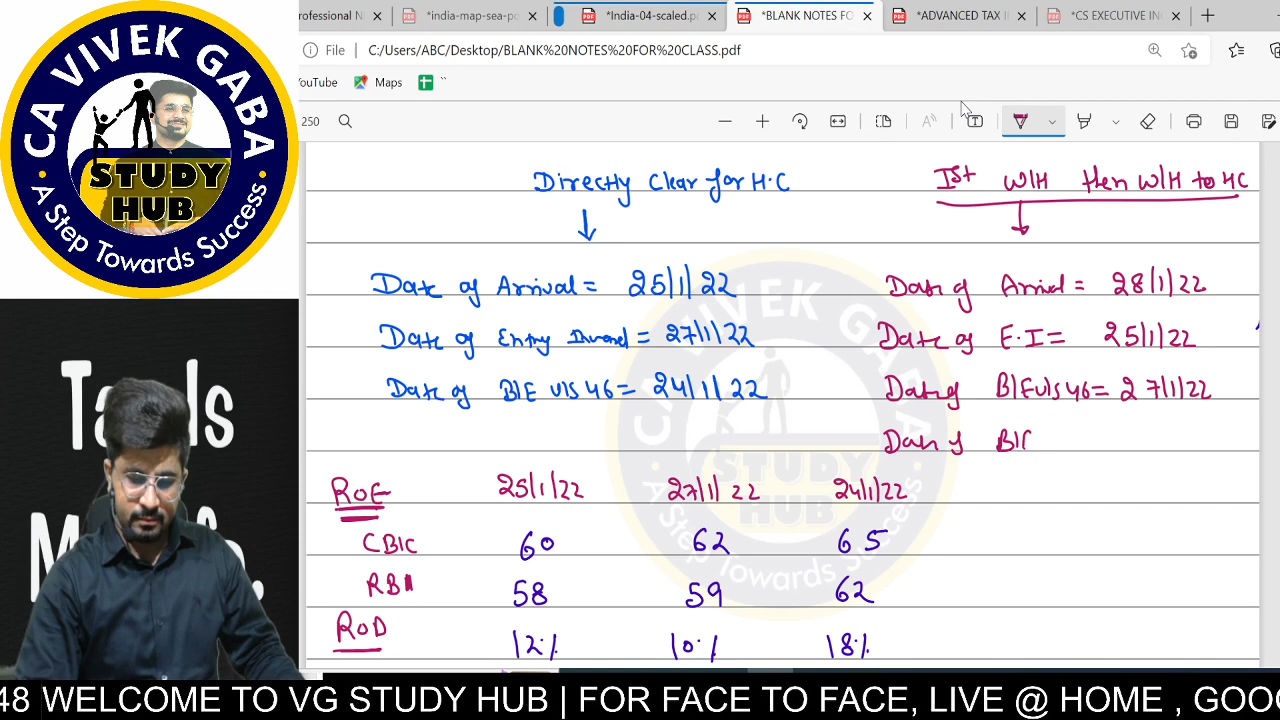 CA VIVEK GABA
STUDY
HUB
A Step Towards Success
*india-map-sea-po
*India-04-scaled.p
*BLANK NOTES FO
*ADVANCED TAX
*CS EXECUTIVE IN
File C:/Users/ABC/Desktop/BLANK%20NOTES%20FOR%20CLASS.pdf
YouTube Maps ``
250
Directly Clear for H.C
Ist W/H then W/H to HC
Date of Arrival = 25/1/22
Date of Arrival = 28/1/22
Date of Entry Inward = 27/1/22
Date of E.I = 25/1/22
Date of B/E u/s 46 = 24/1/22
Date of B/E u/s 46 = 27/1/22
Date of B/
ROE 25/1/22 27/1/22 24/1/22
CBIC 60 62 65
RBI 58 59 62
ROD 12% 10% 18%
48 WELCOME TO VG STUDY HUB | FOR FACE TO FACE, LIVE @ HOME , GOO